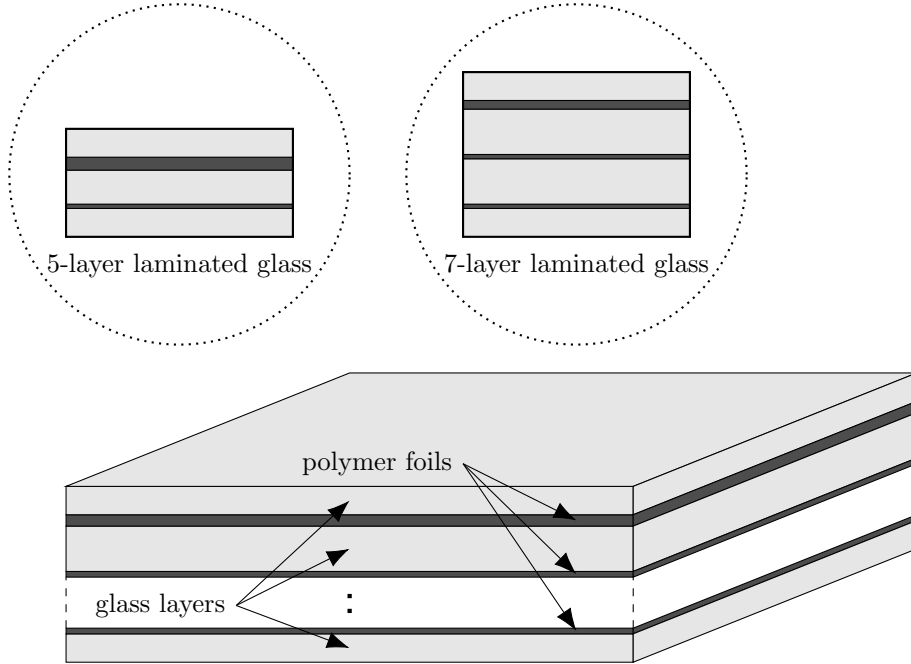 5-layer laminated glass
7-layer laminated glass
polymer foils
glass layers
: